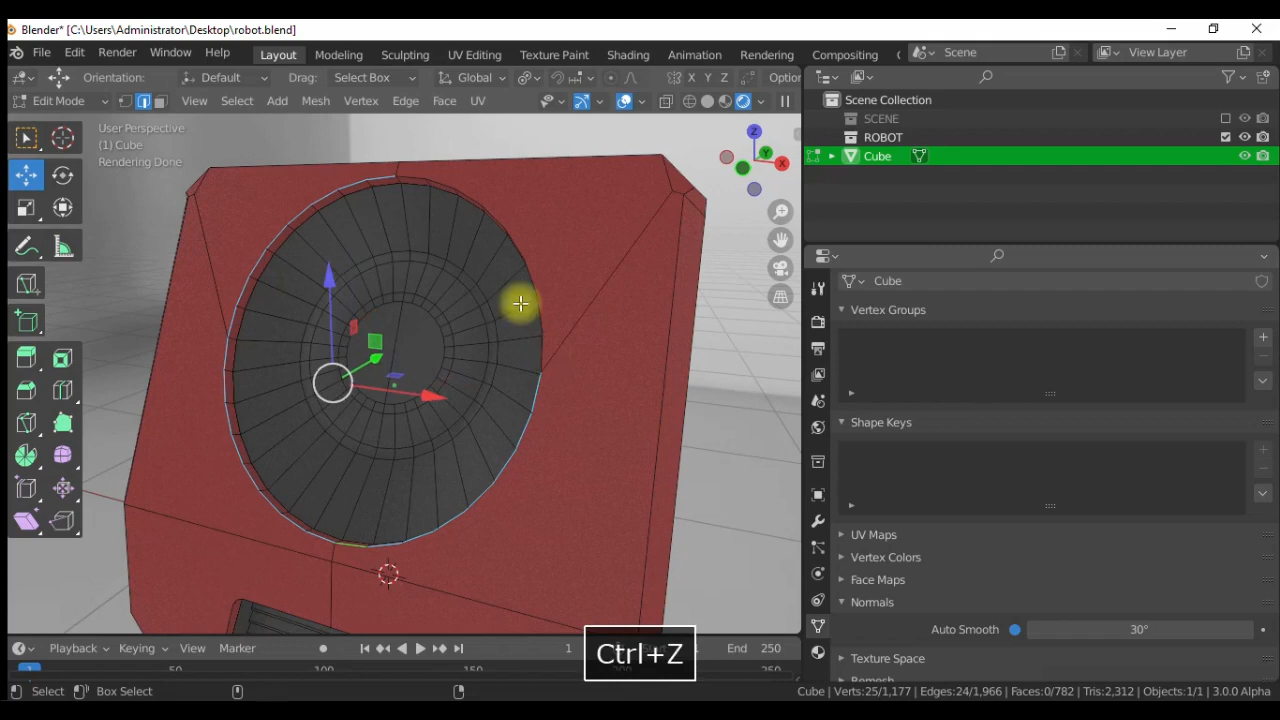 Blender* [C:\Users\Administrator\Desktop\robot.blend]
File Edit Render Window Help Layout Modeling Sculpting UV Editing Texture Paint Shading Animation Rendering Compositing Scene View Layer
Orientation: Default Drag: Select Box Global X Y Z Option
Edit Mode View Select Add Mesh Vertex Edge Face UV
Scene Collection
SCENE
ROBOT
Cube
User Perspective
(1) Cube
Rendering Done
Z
Y
X
Cube
Vertex Groups
Shape Keys
UV Maps
Vertex Colors
Face Maps
Normals
Auto Smooth 30°
Texture Space
Remesh
Ctrl+Z
Playback Keying View Marker 1 End 250
1 50 100 150 250
Select Box Select
Cube | Verts:25/1,177 | Edges:24/1,966 | Faces:0/782 | Tris:2,312 | Objects:1/1 | 3.0.0 Alpha